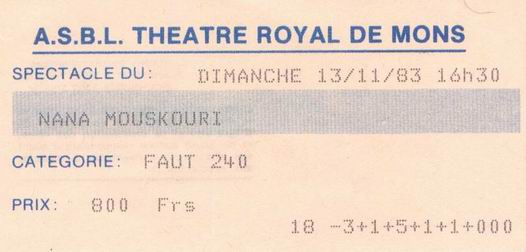 A.S.B.L. THEATRE ROYAL DE MONS
SPECTACLE DU: DIMANCHE 13/11/83 16h30
NANA MOUSKOURI
CATEGORIE: FAUT 240
PRIX: 800 Frs
18 -3+1+5+1+1+000